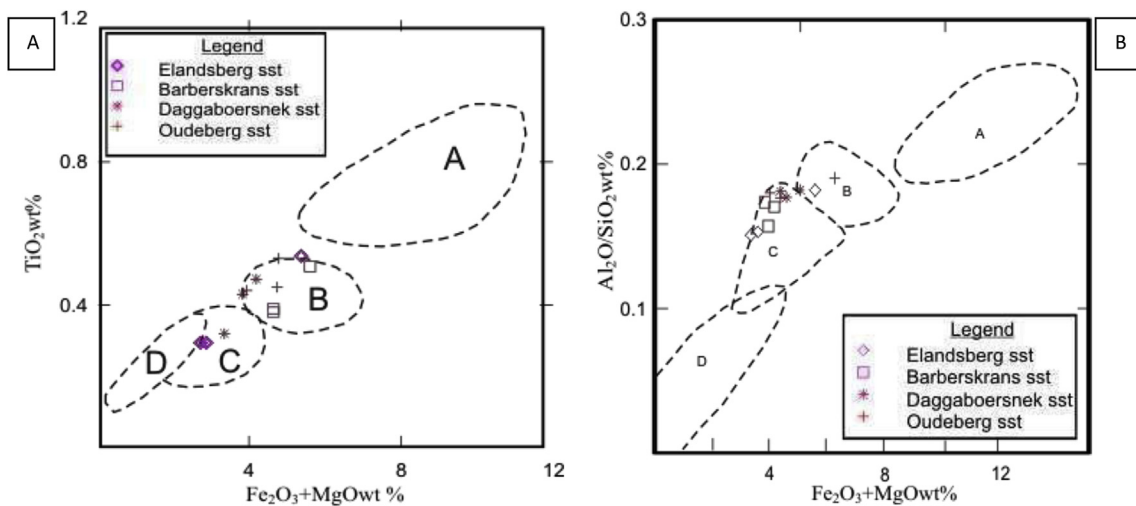 A
1.2
0.8
0.4
TiO₂wt%
Legend
Elandsberg sst
Barberskrans sst
Daggaboersnek sst
Oudeberg sst
A
B
C
D
4
8
12
Fe₂O₃+MgOwt %
B
0.3
0.2
0.1
Al₂O/SiO₂wt%
A
B
C
D
Legend
Elandsberg sst
Barberskrans sst
Daggaboersnek sst
Oudeberg sst
4
8
12
Fe₂O₃+MgOwt%